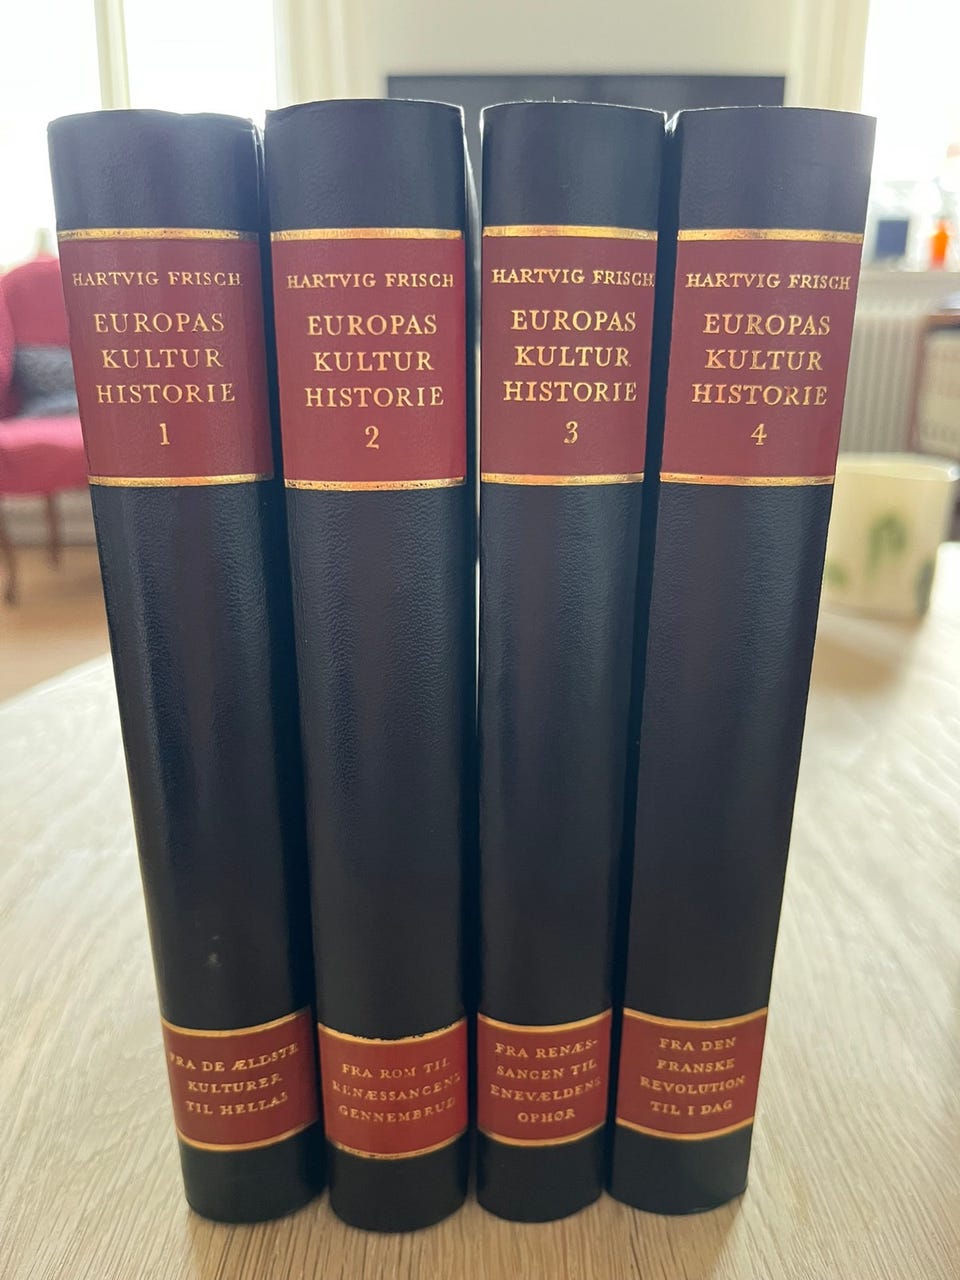 HARTVIG FRISCH
EUROPAS
KULTUR
HISTORIE
1
FRA DE ÆLDSTE
KULTURER
TIL HELLAS
HARTVIG FRISCH
EUROPAS
KULTUR
HISTORIE
2
FRA ROM TIL
RENÆSSANCENS
GENNEMBRUD
HARTVIG FRISCH
EUROPAS
KULTUR
HISTORIE
3
FRA RENÆS-
SANCEN TIL
ENEVÆLDENS
OPHØR
HARTVIG FRISCH
EUROPAS
KULTUR
HISTORIE
4
FRA DEN
FRANSKE
REVOLUTION
TIL I DAG